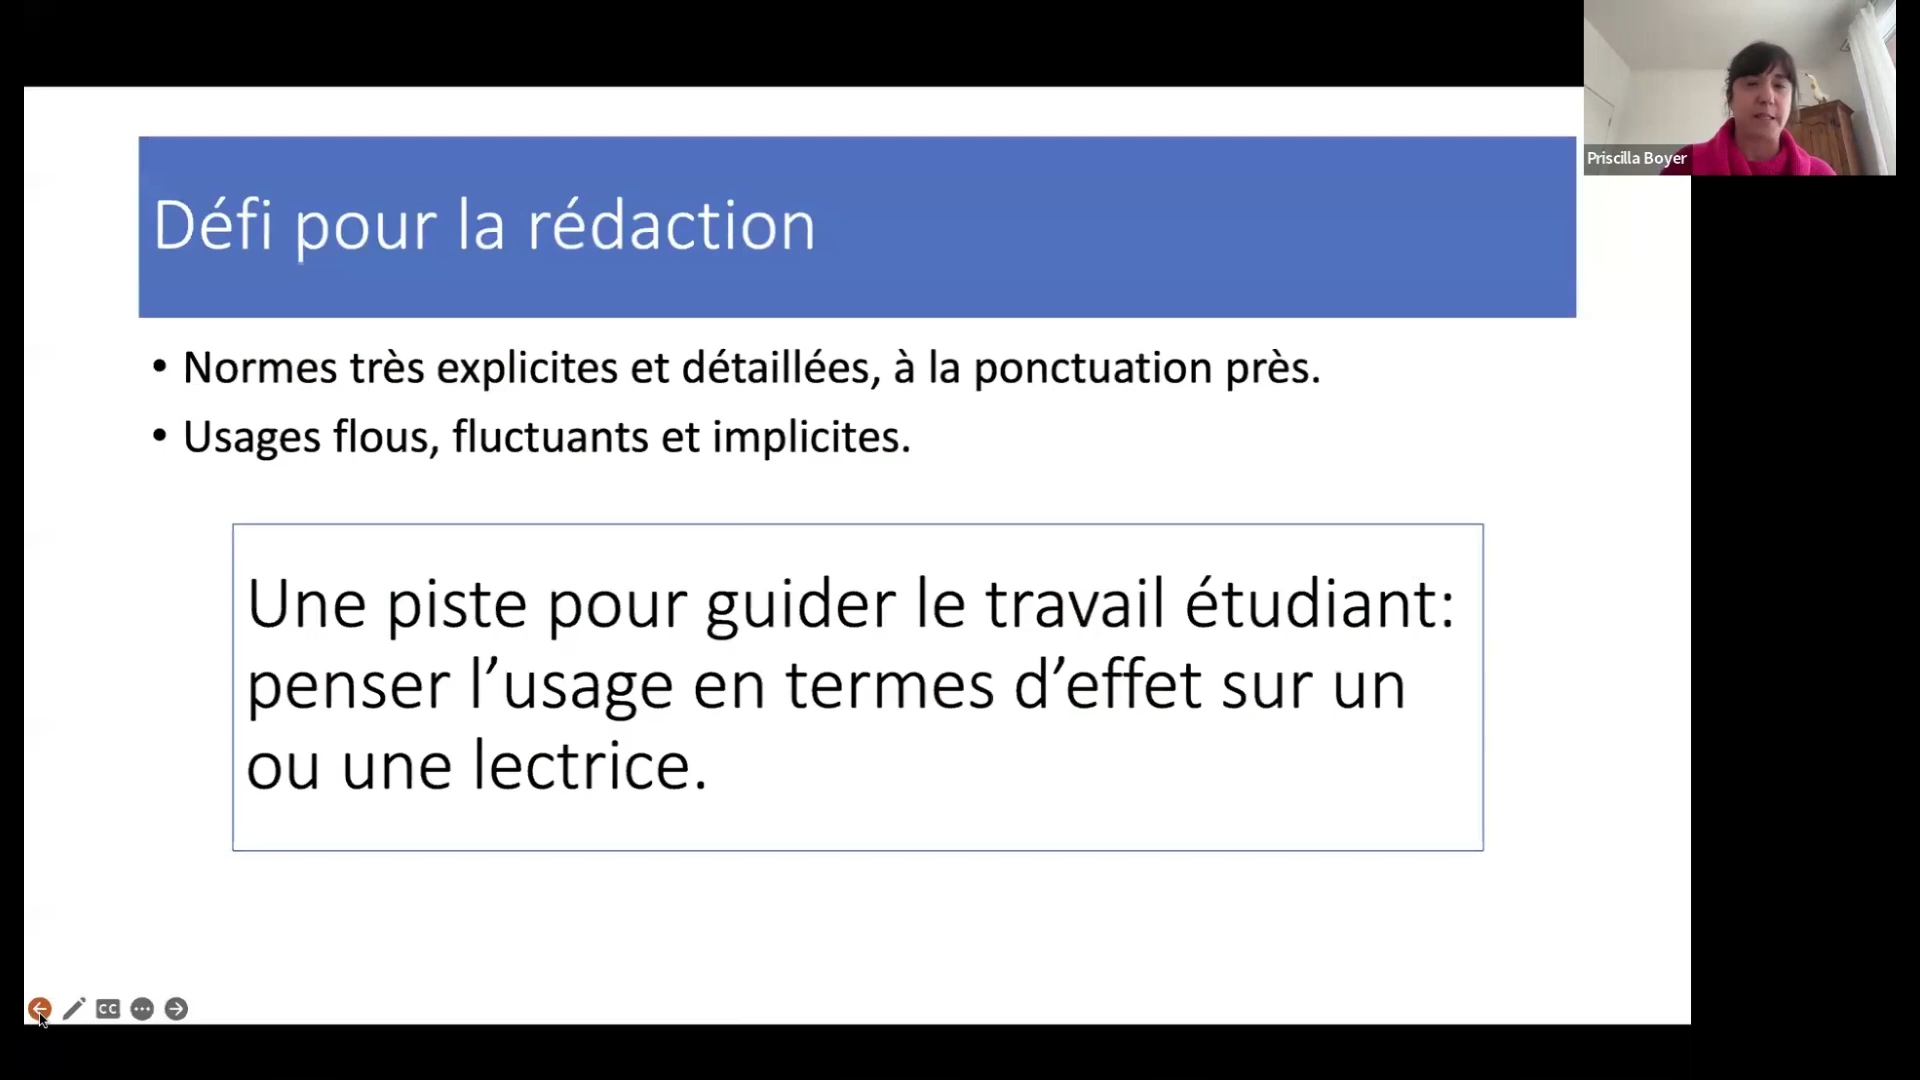 Priscilla Boyer
Défi pour la rédaction
• Normes très explicites et détaillées, à la ponctuation près.
• Usages flous, fluctuants et implicites.
Une piste pour guider le travail étudiant:
penser l’usage en termes d’effet sur un
ou une lectrice.
CC